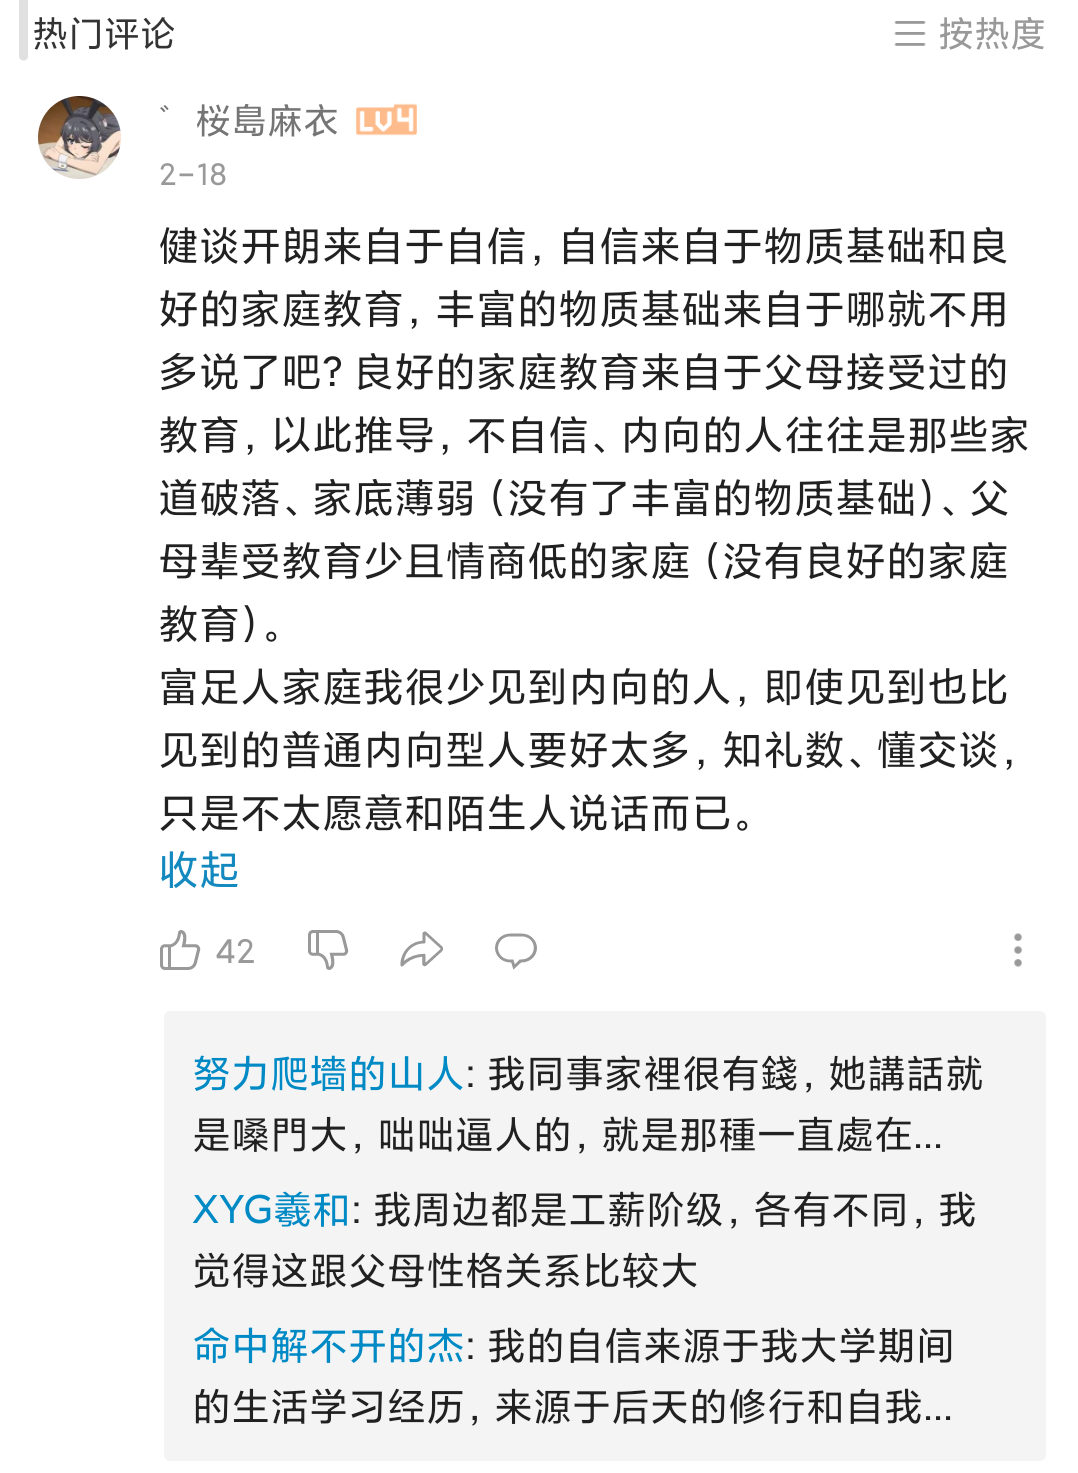 热门评论
按热度
゛ 桜島麻衣 LV4
2-18
健谈开朗来自于自信，自信来自于物质基础和良
好的家庭教育，丰富的物质基础来自于哪就不用
多说了吧？良好的家庭教育来自于父母接受过的
教育，以此推导，不自信、内向的人往往是那些家
道破落、家底薄弱（没有了丰富的物质基础）、父
母辈受教育少且情商低的家庭（没有良好的家庭
教育）。
富足人家庭我很少见到内向的人，即使见到也比
见到的普通内向型人要好太多，知礼数、懂交谈，
只是不太愿意和陌生人说话而已。
收起
42
努力爬墙的山人: 我同事家裡很有錢，她講話就
是嗓門大，咄咄逼人的，就是那種一直處在...
XYG羲和: 我周边都是工薪阶级，各有不同，我
觉得这跟父母性格关系比较大
命中解不开的杰: 我的自信来源于我大学期间
的生活学习经历，来源于后天的修行和自我...